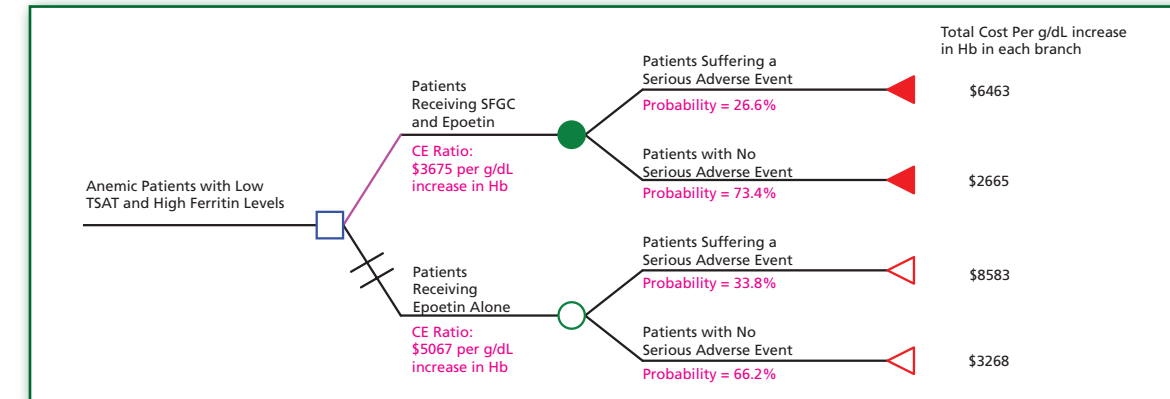 Total Cost Per g/dL increase
in Hb in each branch
Anemic Patients with Low
TSAT and High Ferritin Levels
Patients
Receiving SFGC
and Epoetin
CE Ratio:
$3675 per g/dL
increase in Hb
Patients Suffering a
Serious Adverse Event
Probability = 26.6%
$6463
Patients with No
Serious Adverse Event
Probability = 73.4%
$2665
Patients
Receiving
Epoetin Alone
CE Ratio:
$5067 per g/dL
increase in Hb
Patients Suffering a
Serious Adverse Event
Probability = 33.8%
$8583
Patients with No
Serious Adverse Event
Probability = 66.2%
$3268